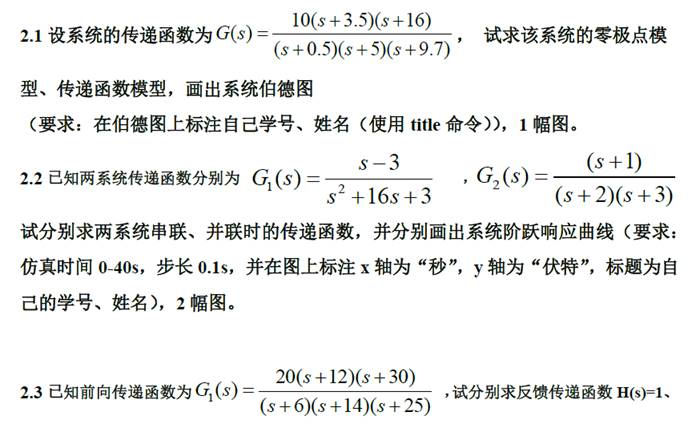 2.1 设系统的传递函数为 G(s) = \frac{10(s+3.5)(s+16)}{(s+0.5)(s+5)(s+9.7)}， 试求该系统的零极点模
型、传递函数模型，画出系统伯德图
（要求：在伯德图上标注自己学号、姓名（使用 title 命令）），1 幅图。
2.2 已知两系统传递函数分别为 G_1(s) = \frac{s-3}{s^2+16s+3} , G_2(s) = \frac{(s+1)}{(s+2)(s+3)}
试分别求两系统串联、并联时的传递函数，并分别画出系统阶跃响应曲线（要求：
仿真时间 0-40s，步长 0.1s，并在图上标注 x 轴为“秒”，y 轴为“伏特”，标题为自
己的学号、姓名），2 幅图。
2.3 已知前向传递函数为 G_1(s) = \frac{20(s+12)(s+30)}{(s+6)(s+14)(s+25)} ，试分别求反馈传递函数 H(s)=1、